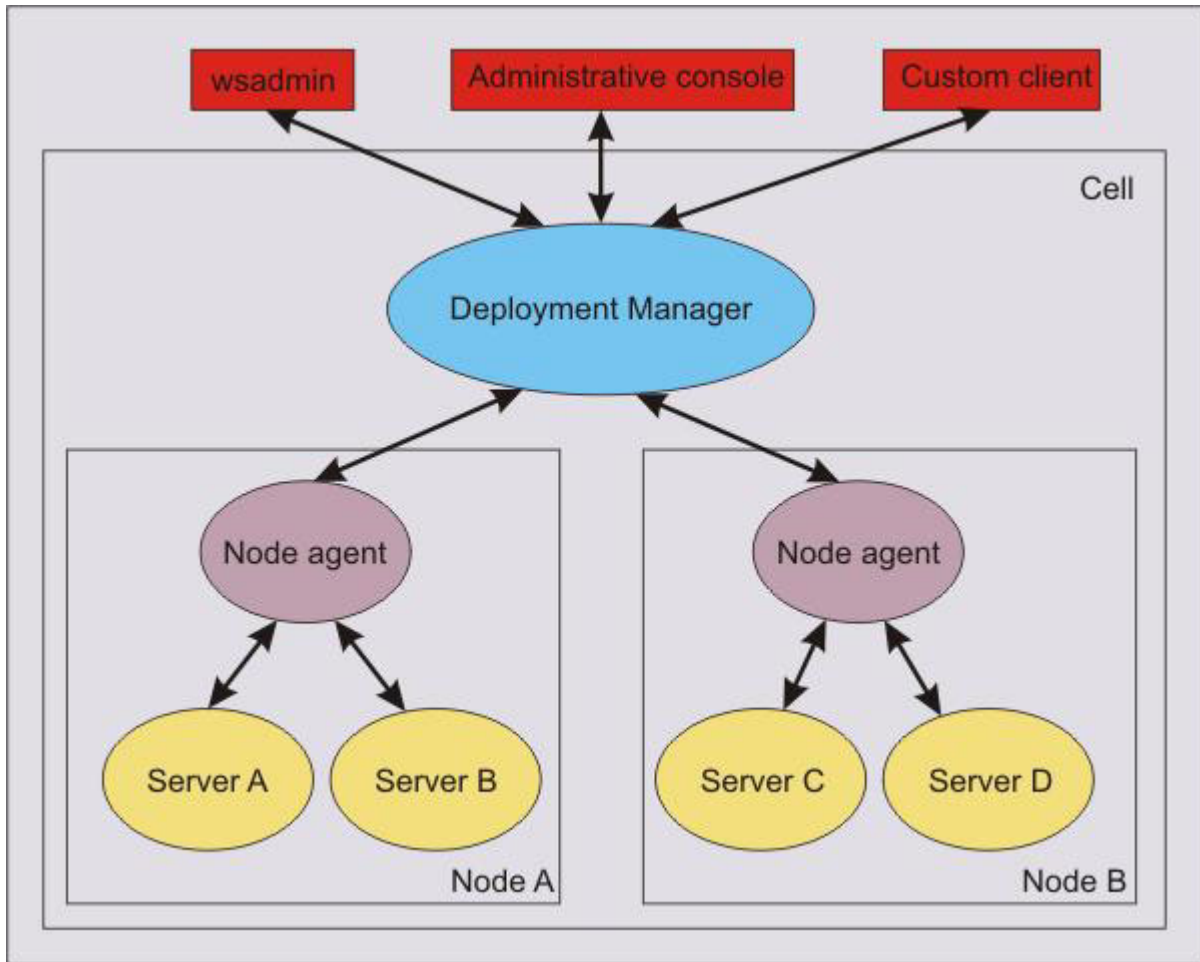 wsadmin
Administrative console
Custom client
Cell
Deployment Manager
Node agent
Node agent
Server A
Server B
Server C
Server D
Node A
Node B